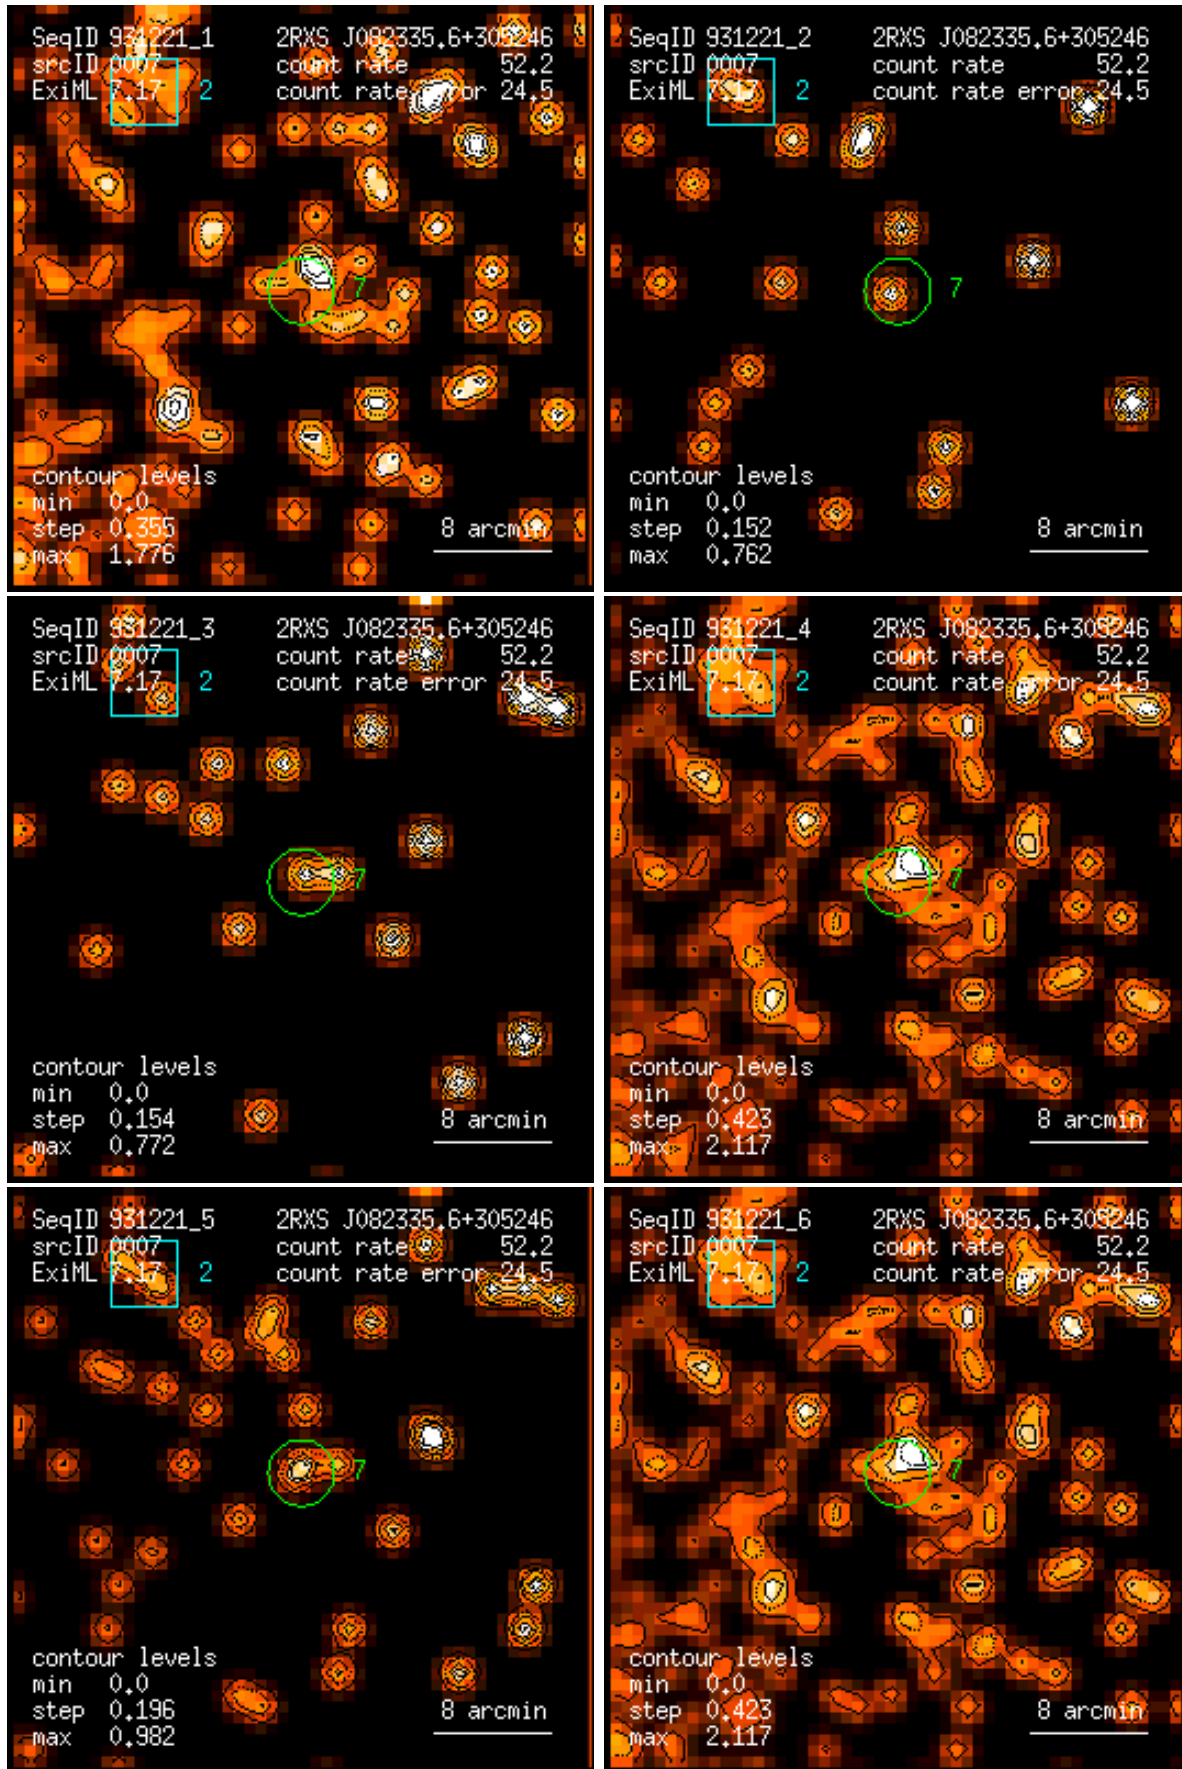 SeqID 931221_1 2RXS J082335.6+305246
srcID 0007 count rate 52.2
ExiML 7.17 2 count rate error 24.5
7
contour levels
min 0.0
step 0.355 8 arcmin
max 1.776
SeqID 931221_2 2RXS J082335.6+305246
srcID 0007 count rate 52.2
ExiML 7.17 2 count rate error 24.5
7
contour levels
min 0.0
step 0.152 8 arcmin
max 0.762
SeqID 931221_3 2RXS J082335.6+305246
srcID 0007 count rate 52.2
ExiML 7.17 2 count rate error 24.5
7
contour levels
min 0.0
step 0.154 8 arcmin
max 0.772
SeqID 931221_4 2RXS J082335.6+305246
srcID 0007 count rate 52.2
ExiML 7.17 2 count rate error 24.5
7
contour levels
min 0.0
step 0.423 8 arcmin
max 2.117
SeqID 931221_5 2RXS J082335.6+305246
srcID 0007 count rate 52.2
ExiML 7.17 2 count rate error 24.5
7
contour levels
min 0.0
step 0.196 8 arcmin
max 0.982
SeqID 931221_6 2RXS J082335.6+305246
srcID 0007 count rate 52.2
ExiML 7.17 2 count rate error 24.5
7
contour levels
min 0.0
step 0.423 8 arcmin
max 2.117